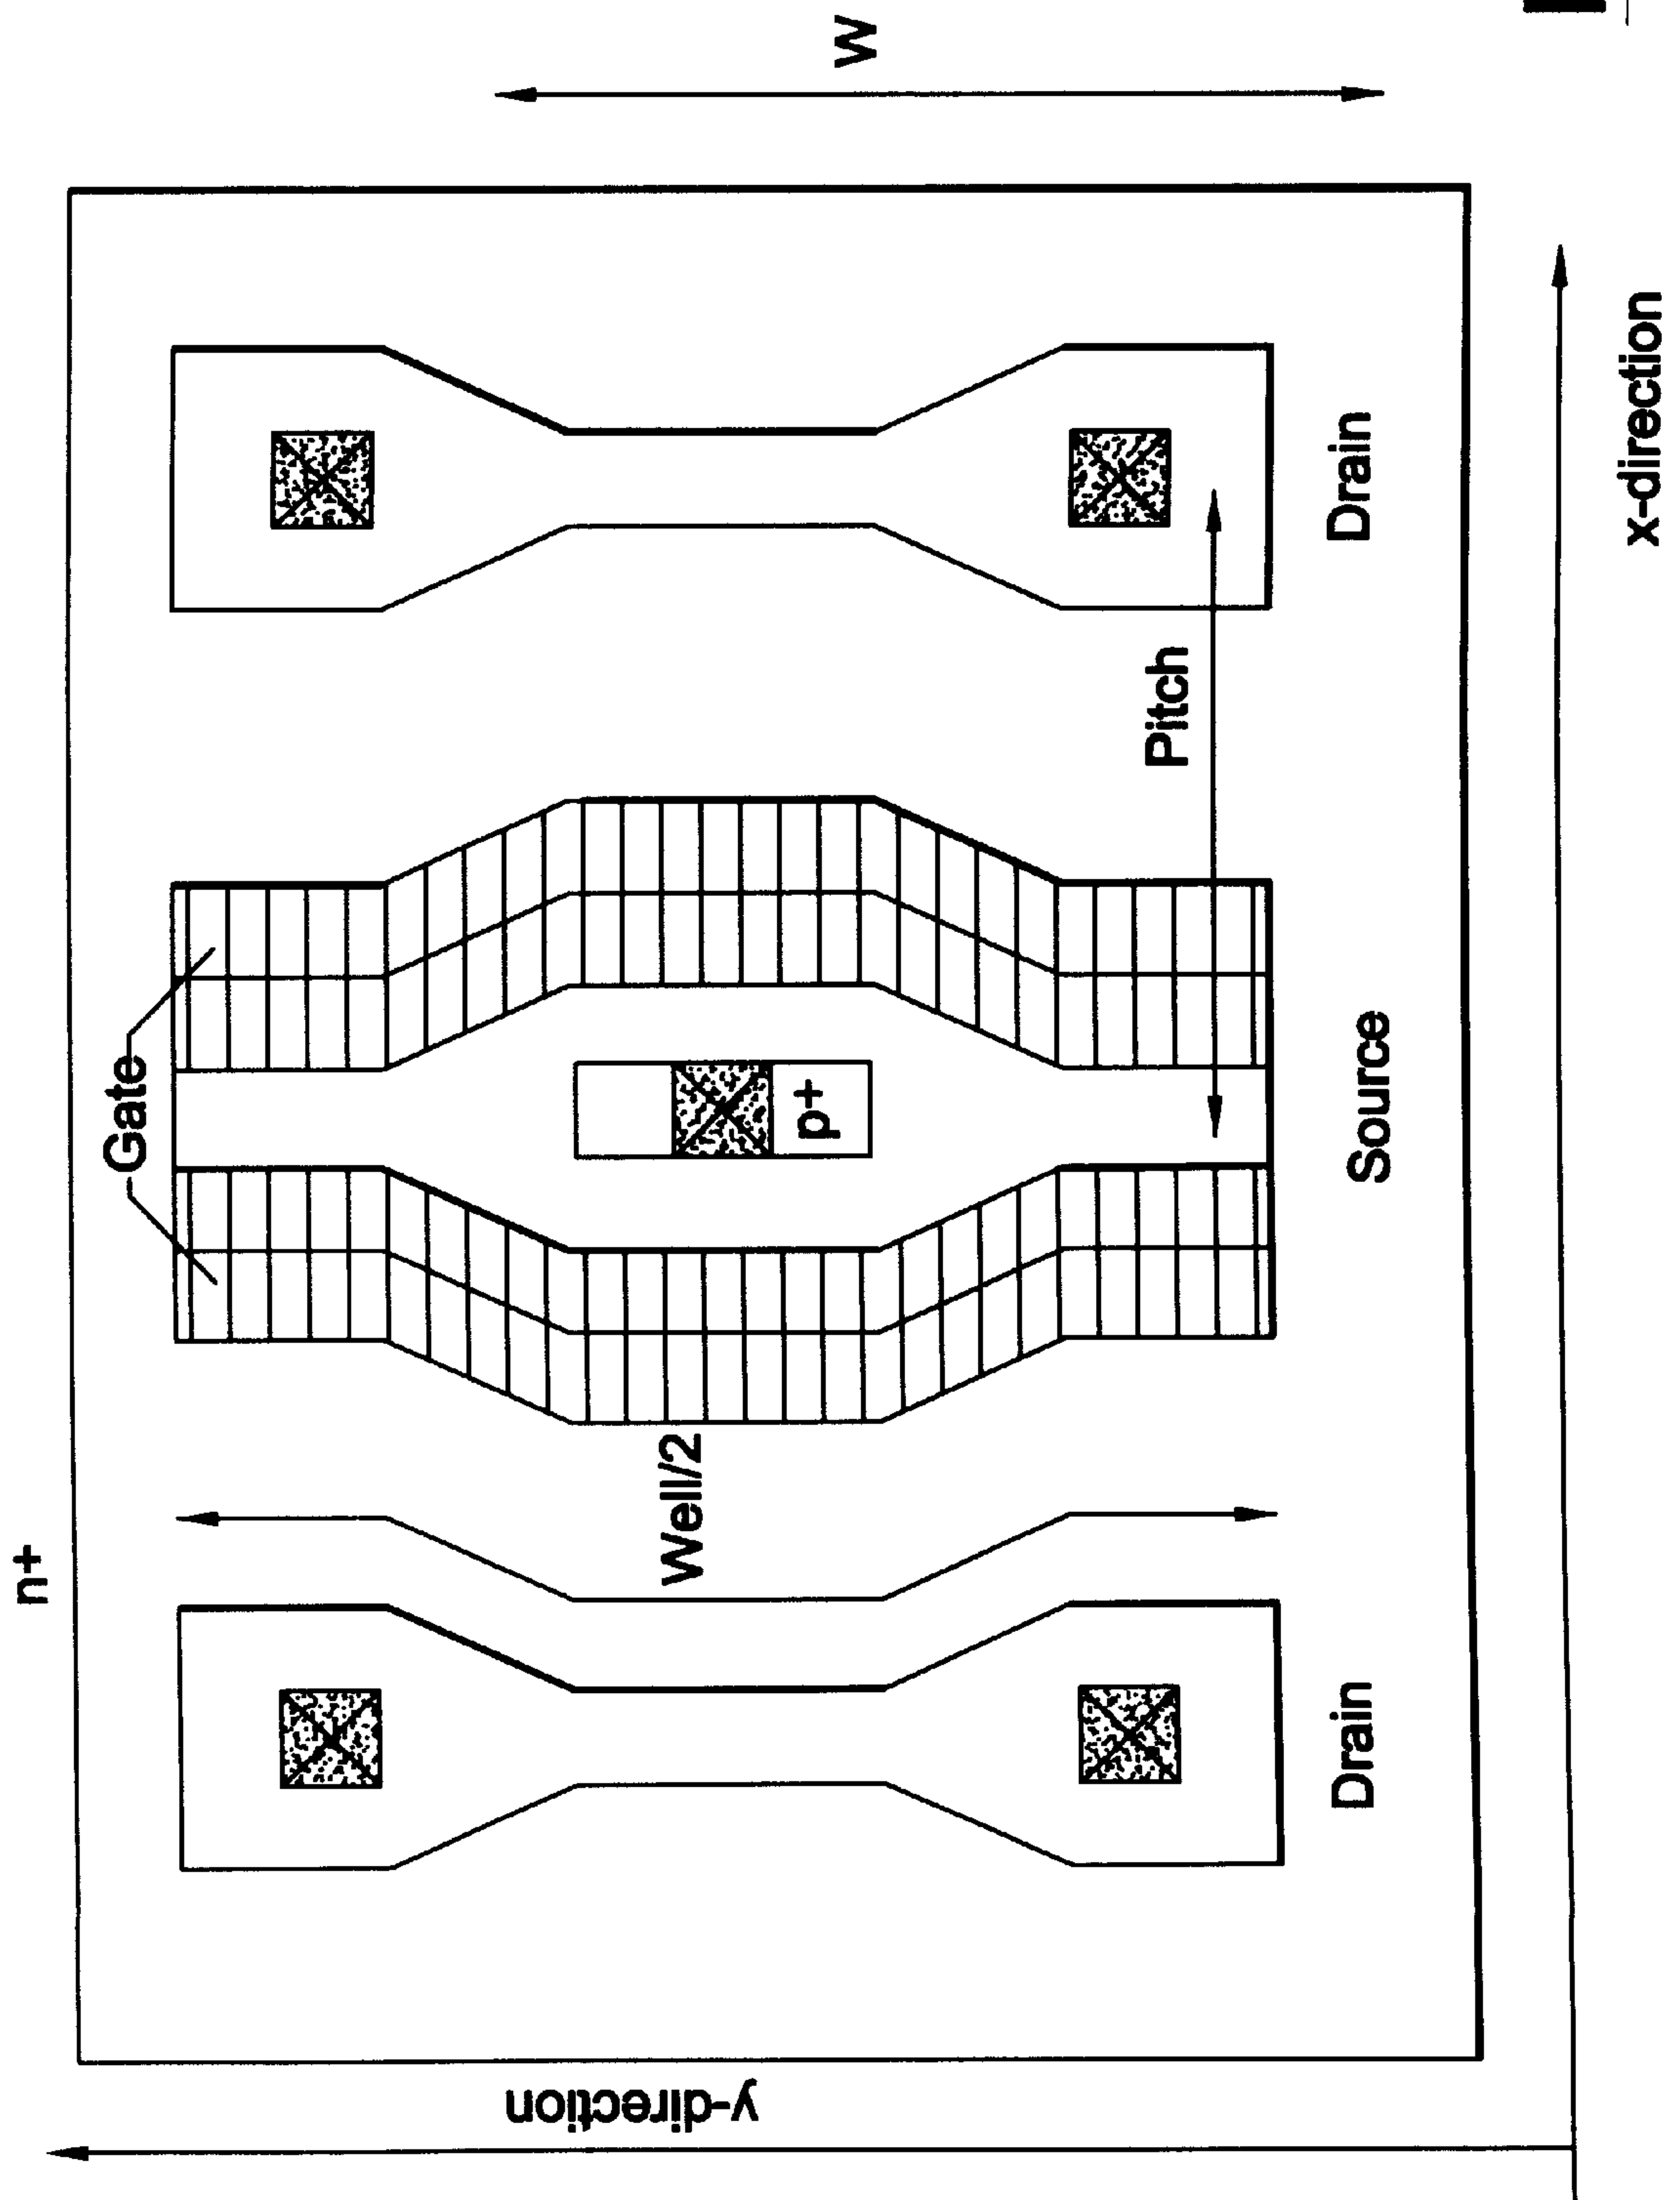 n+
Gate
y-direction
Well/2
p+
W
Pitch
Drain
Source
Drain
x-direction